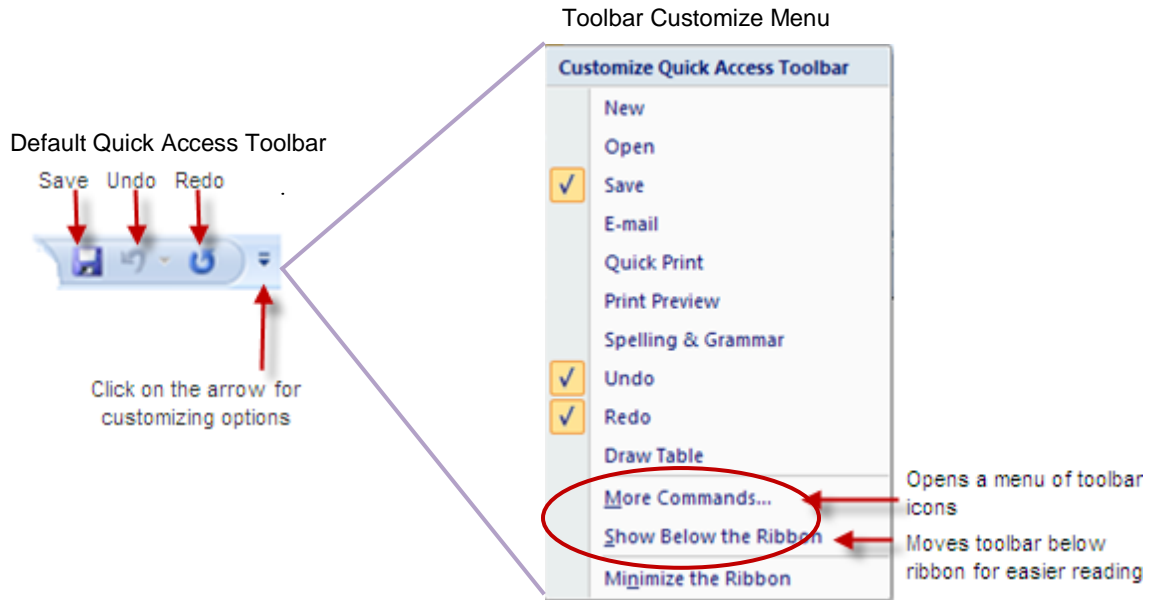 Toolbar Customize Menu
Default Quick Access Toolbar
Save Undo Redo
.
Click on the arrow for
customizing options
Customize Quick Access Toolbar
New
Open
Save
E-mail
Quick Print
Print Preview
Spelling & Grammar
Undo
Redo
Draw Table
More Commands...
Show Below the Ribbon
Minimize the Ribbon
Opens a menu of toolbar
icons
Moves toolbar below
ribbon for easier reading